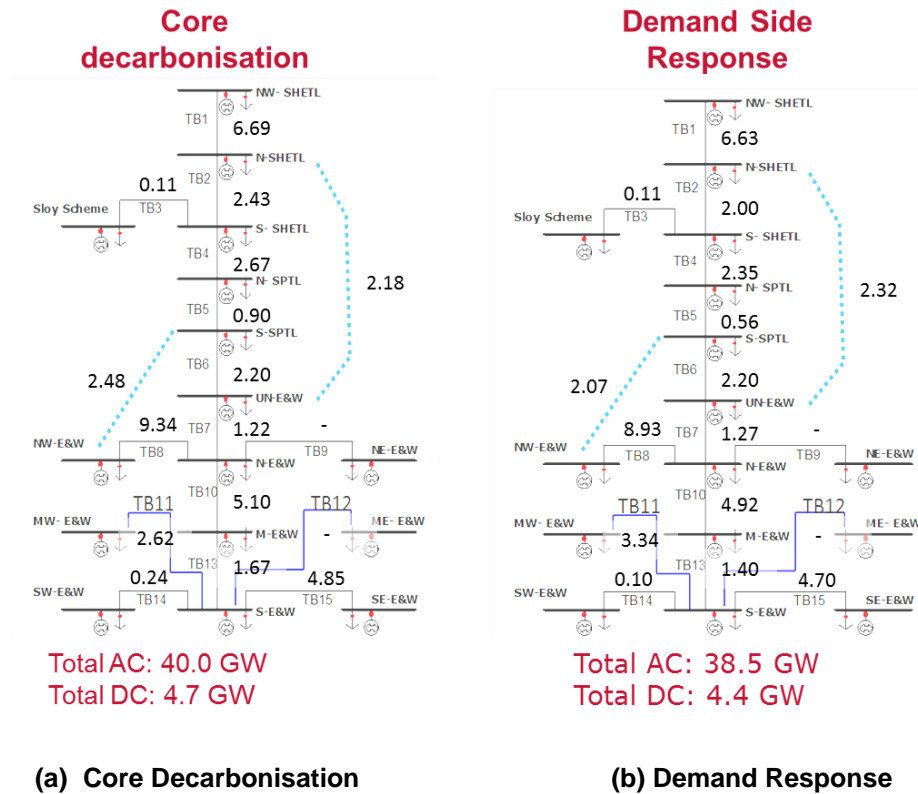 Core
decarbonisation
NW- SHETL
TB1
6.69
N-SHETL
TB2
0.11
2.43
Sloy Scheme
TB3
S- SHETL
TB4
2.67
N- SPTL
2.18
TB5
0.90
S-SPTL
TB6
2.20
2.48
UN-E&W
9.34
TB7
1.22
-
NW-E&W
TB8
N-E&W
TB9
NE-E&W
TB10
5.10
TB11
TB12
MW- E&W
2.62
M-E&W
-
ME- E&W
TB13
1.67
SW-E&W
0.24
4.85
TB14
TB15
S-E&W
SE-E&W
Total AC: 40.0 GW
Total DC: 4.7 GW
(a) Core Decarbonisation
Demand Side
Response
NW- SHETL
TB1
6.63
N-SHETL
TB2
0.11
2.00
Sloy Scheme
TB3
S- SHETL
TB4
2.35
N- SPTL
2.32
TB5
0.56
S-SPTL
TB6
2.20
2.07
UN-E&W
8.93
TB7
1.27
-
NW-E&W
TB8
N-E&W
TB9
NE-E&W
TB10
4.92
TB11
TB12
MW- E&W
3.34
M-E&W
-
ME- E&W
TB13
1.40
SW-E&W
0.10
4.70
TB14
TB15
S-E&W
SE-E&W
Total AC: 38.5 GW
Total DC: 4.4 GW
(b) Demand Response